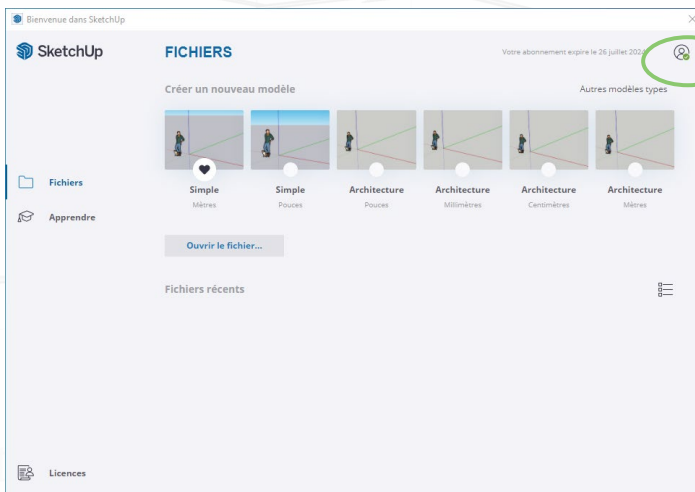 Bienvenue dans SketchUp
SketchUp
FICHIERS
Votre abonnement expire le 26 juillet 2024
Créer un nouveau modèle
Autres modèles types
Simple
Mètres
Simple
Pouces
Architecture
Pouces
Architecture
Millimètres
Architecture
Centimètres
Architecture
Mètres
Fichiers
Apprendre
Ouvrir le fichier...
Fichiers récents
Licences